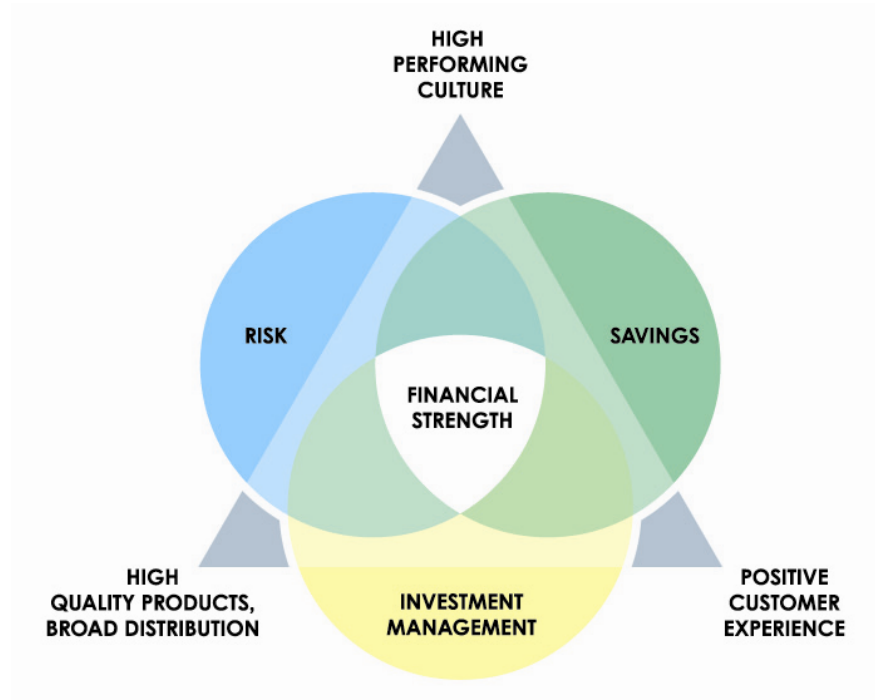 HIGH
PERFORMING
CULTURE
RISK
SAVINGS
FINANCIAL
STRENGTH
HIGH
QUALITY PRODUCTS,
BROAD DISTRIBUTION
INVESTMENT
MANAGEMENT
POSITIVE
CUSTOMER
EXPERIENCE